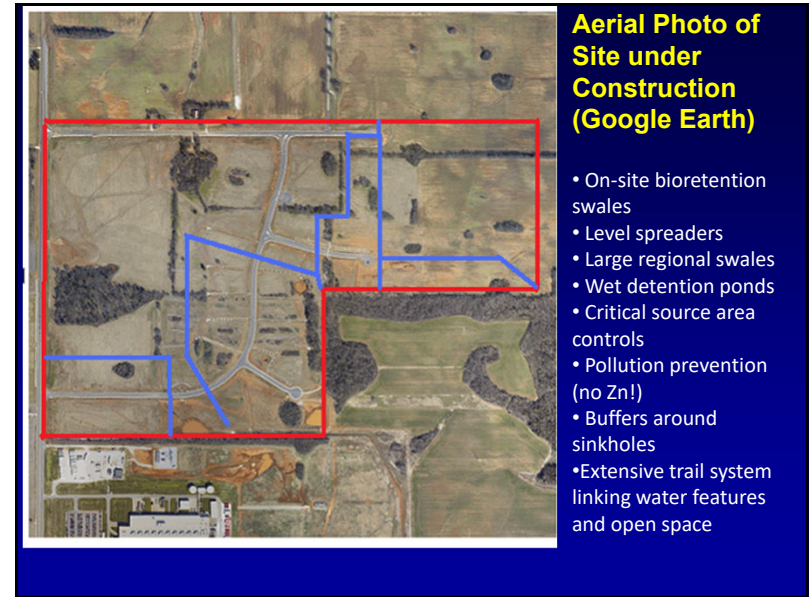 Aerial Photo of
Site under
Construction
(Google Earth)
• On-site bioretention
swales
• Level spreaders
• Large regional swales
• Wet detention ponds
• Critical source area
controls
• Pollution prevention
(no Zn!)
• Buffers around
sinkholes
•Extensive trail system
linking water features
and open space